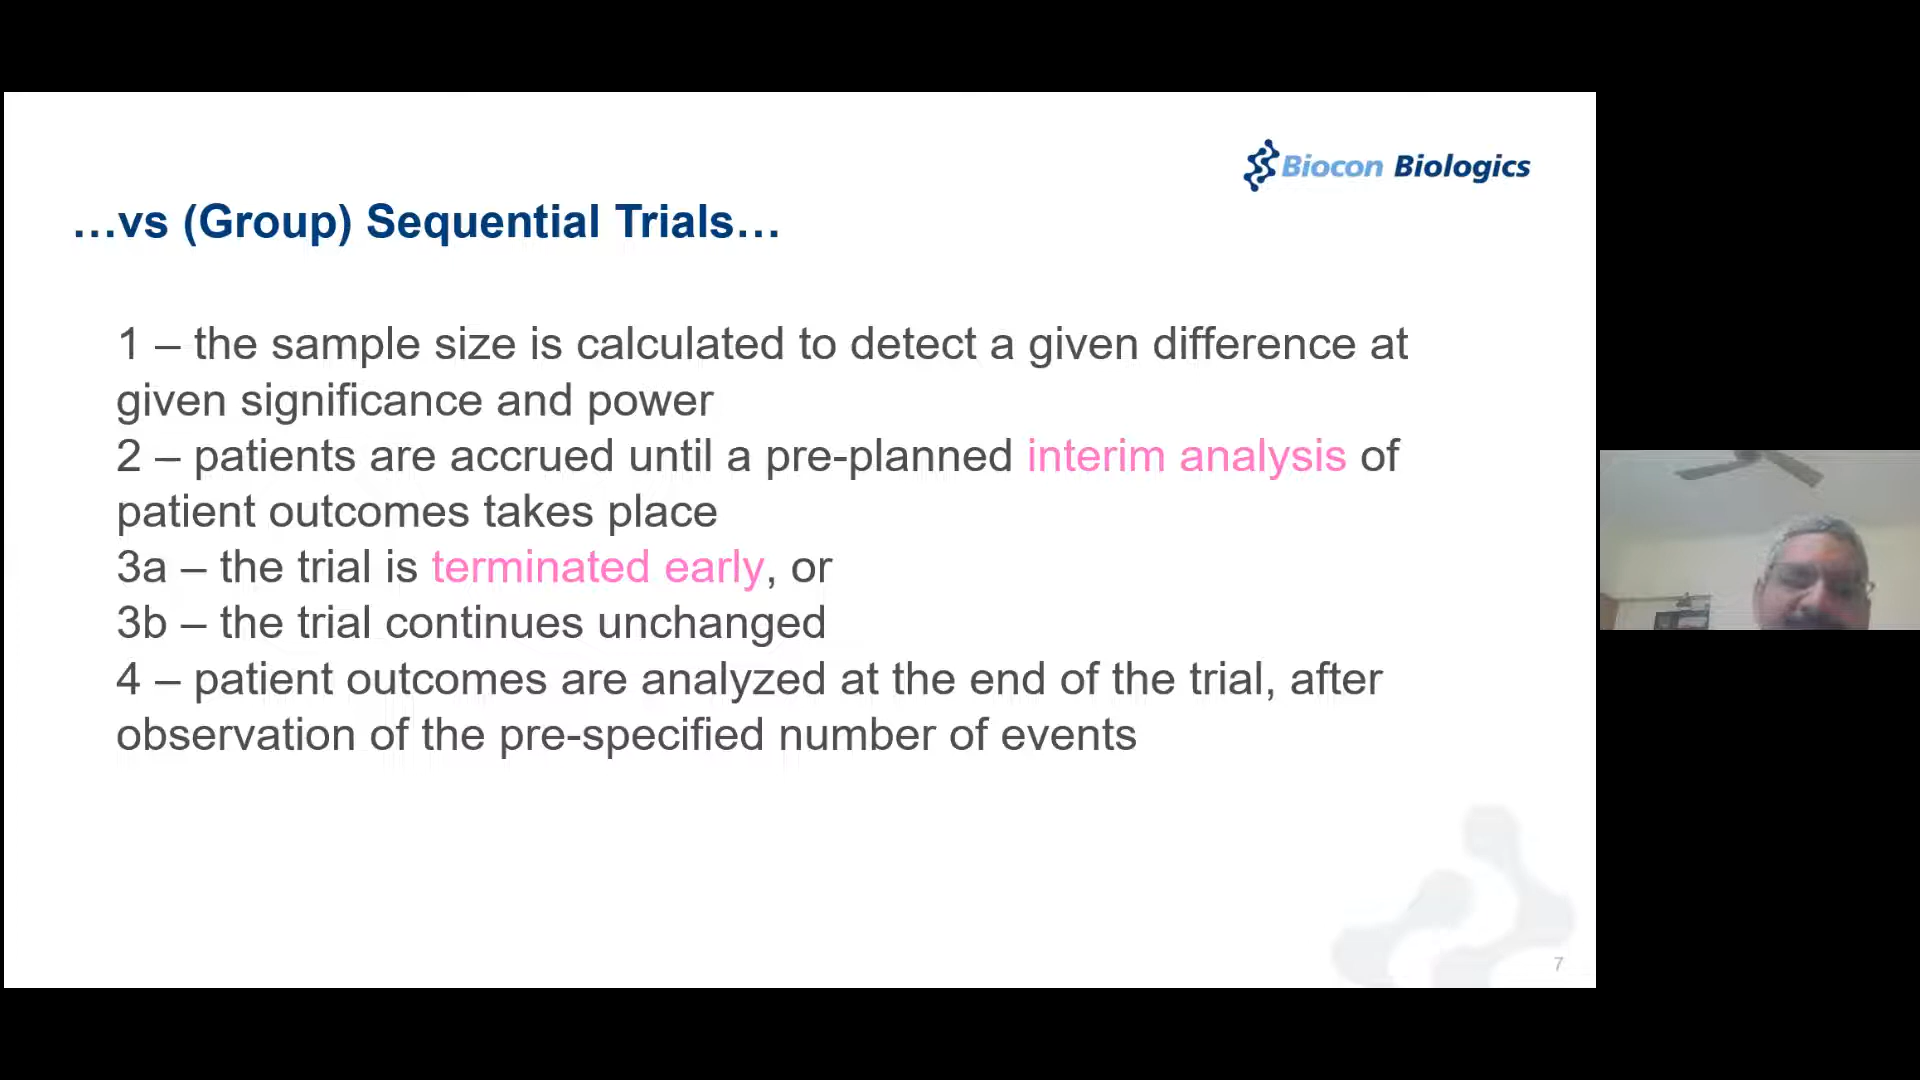 Biocon Biologics
…vs (Group) Sequential Trials…
1 – the sample size is calculated to detect a given difference at
given significance and power
2 – patients are accrued until a pre-planned interim analysis of
patient outcomes takes place
3a – the trial is terminated early, or
3b – the trial continues unchanged
4 – patient outcomes are analyzed at the end of the trial, after
observation of the pre-specified number of events
7